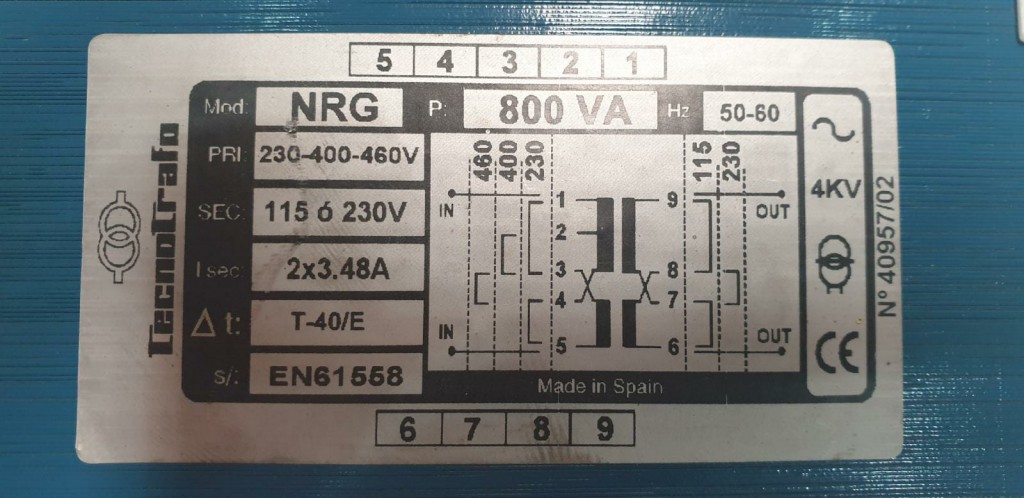 5 4 3 2 1
Tecnotrafo
Mod: NRG P: 800 VA Hz 50-60
PRI 230-400-460V
SEC 115 ó 230V
I sec 2x3.48A
Δ t: T-40/E
s/: EN61558
460 400 230 115 230
IN 1 9 OUT
2
3 8
4 7
IN 5 6 OUT
Made in Spain
4KV
CE
Nº 40957/02
6 7 8 9